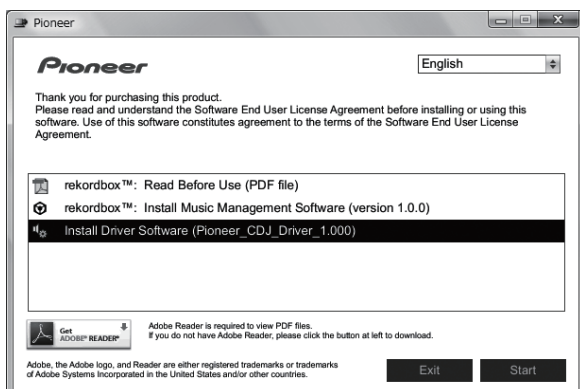 Pioneer
Pioneer
English
Thank you for purchasing this product.
Please read and understand the Software End User License Agreement before installing or using this
software. Use of this software constitutes agreement to the terms of the Software End User License
Agreement.
rekordbox™: Read Before Use (PDF file)
rekordbox™: Install Music Management Software (version 1.0.0)
Install Driver Software (Pioneer_CDJ_Driver_1.000)
Get
ADOBE® READER®
Adobe Reader is required to view PDF files.
If you do not have Adobe Reader, please click the button at left to download.
Adobe, the Adobe logo, and Reader are either registered trademarks or trademarks
of Adobe Systems Incorporated in the United States and/or other countries.
Exit
Start